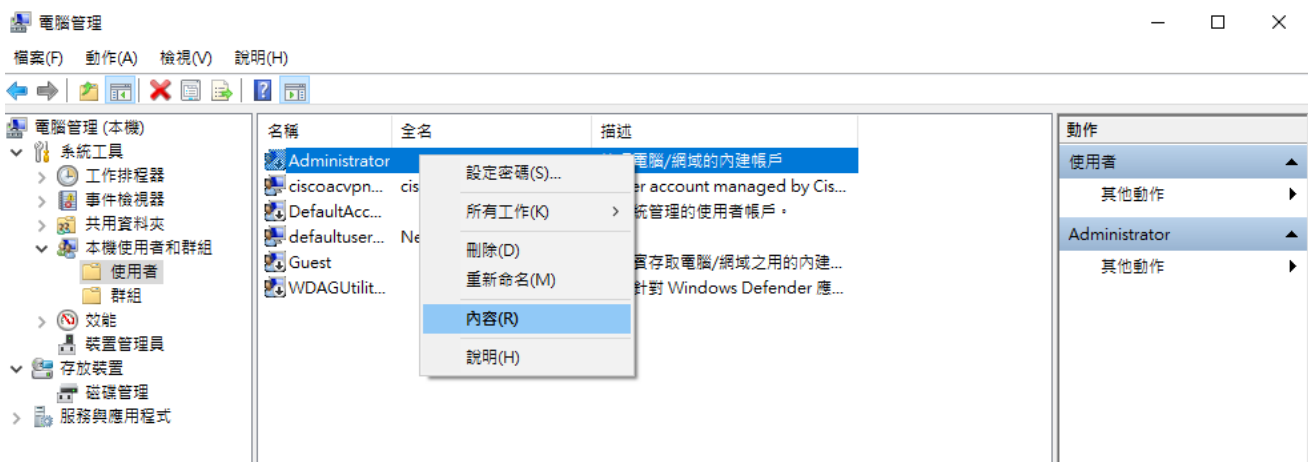 電腦管理
檔案(F) 動作(A) 檢視(V) 說明(H)
電腦管理 (本機)
系統工具
工作排程器
事件檢視器
共用資料夾
本機使用者和群組
使用者
群組
效能
裝置管理員
存放裝置
磁碟管理
服務與應用程式
名稱 全名 描述
Administrator 電腦/網域的內建帳戶
ciscoacvpn... cis er account managed by Cis...
DefaultAcc... 統管理的使用者帳戶。
defaultuser... Ne
Guest 賓存取電腦/網域之用的內建...
WDAGUtilit... 針對 Windows Defender 應...
設定密碼(S)...
所有工作(K)
刪除(D)
重新命名(M)
內容(R)
說明(H)
動作
使用者
其他動作
Administrator
其他動作